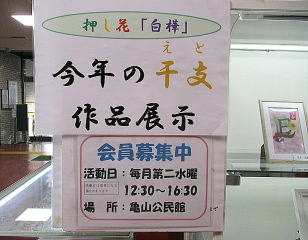 押し花「白樺」
えと
今年の干支
作品展示
会員募集中
活動日：毎月第二水曜
12:30～16:30
場　所：亀山公民館